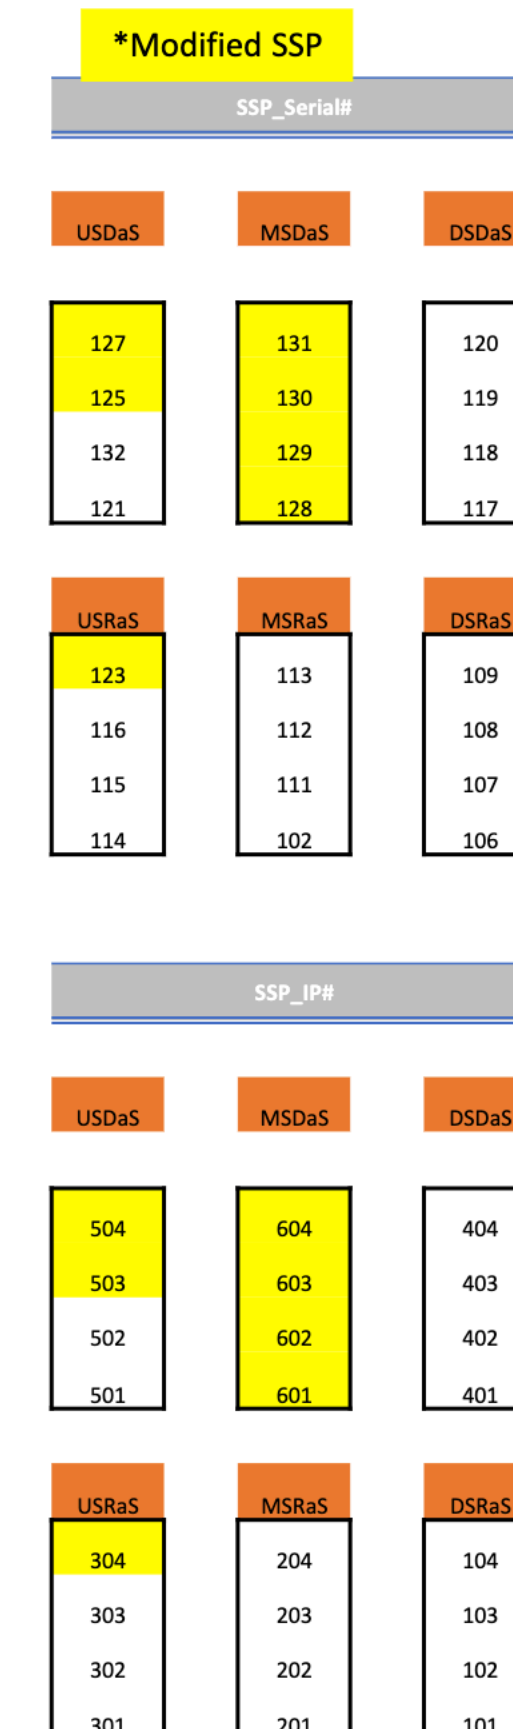 *Modified SSP
SSP_Serial#
USDaS MSDaS DSDaS
127 131 120
125 130 119
132 129 118
121 128 117
USRaS MSRaS DSRaS
123 113 109
116 112 108
115 111 107
114 102 106
SSP_IP#
USDaS MSDaS DSDaS
504 604 404
503 603 403
502 602 402
501 601 401
USRaS MSRaS DSRaS
304 204 104
303 203 103
302 202 102
301 201 101